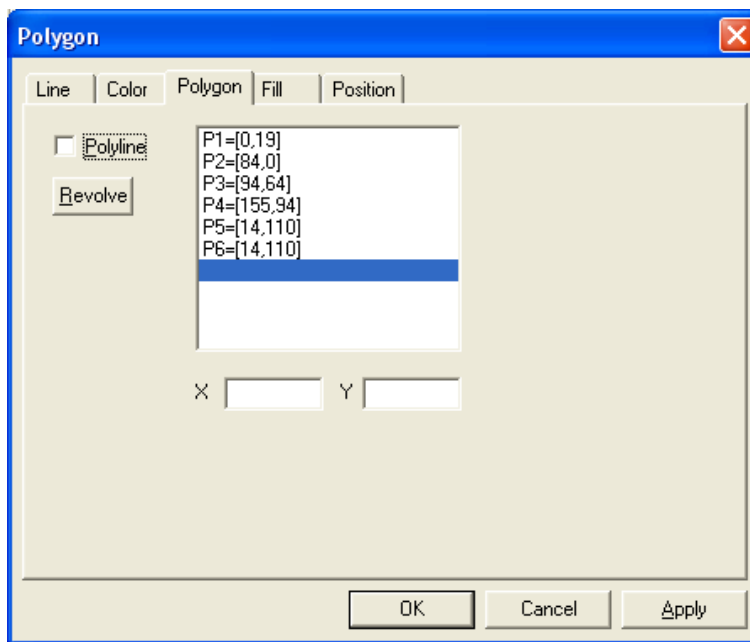 Polygon
Line Color Polygon Fill Position
Polyline
Revolve
P1=[0,19]
P2=[84,0]
P3=[94,64]
P4=[155,94]
P5=[14,110]
P6=[14,110]
X Y
OK Cancel Apply